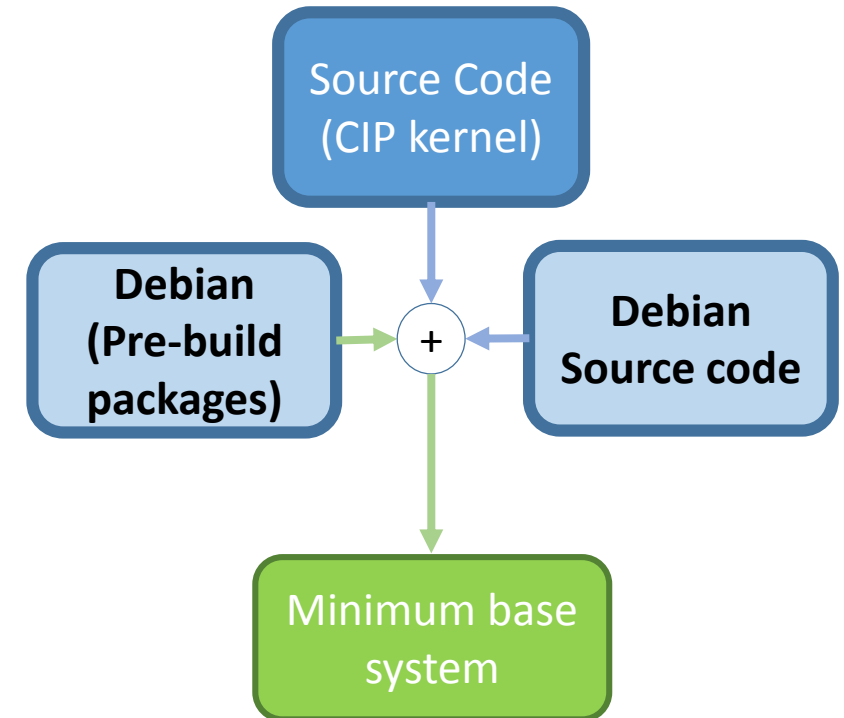 Source Code
(CIP kernel)
Debian
(Pre-build
packages)
+
Debian
Source code
Minimum base
system